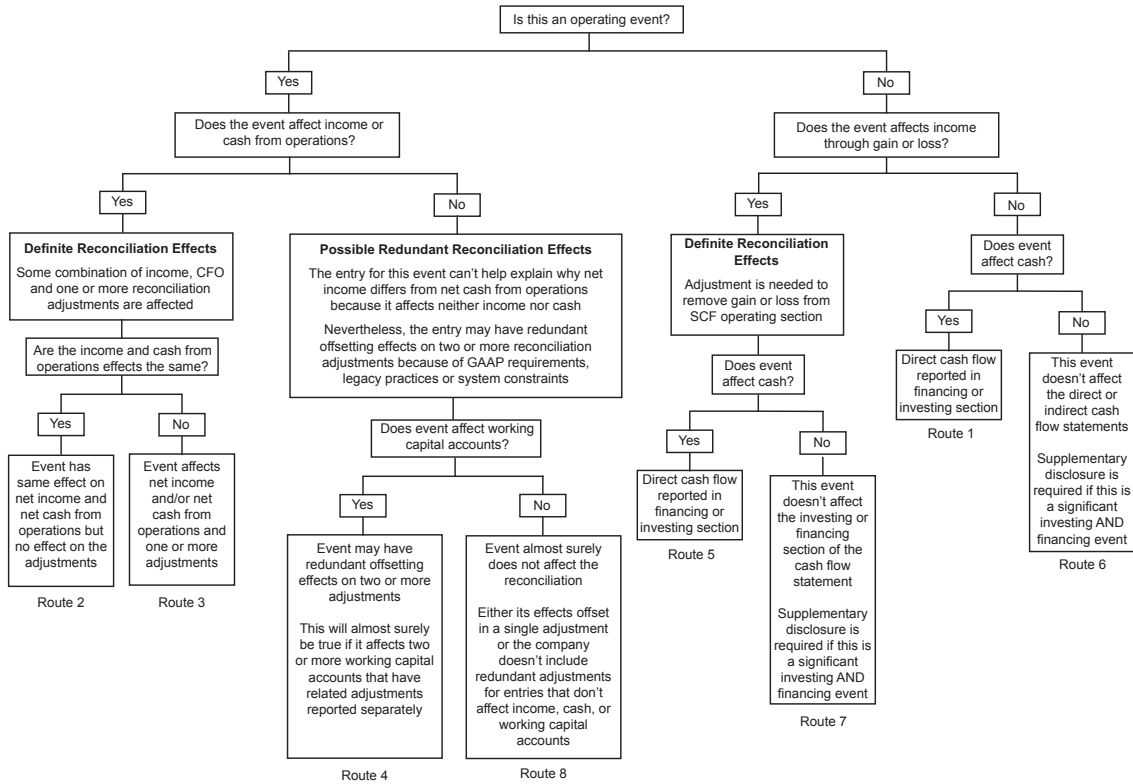 Is this an operating event?
Yes
No
Does the event affect income or
cash from operations?
Does the event affects income
through gain or loss?
Yes
No
Yes
No
Definite Reconciliation Effects
Some combination of income, CFO
and one or more reconciliation
adjustments are affected
Possible Redundant Reconciliation Effects
The entry for this event can't help explain why net
income differs from net cash from operations
because it affects neither income nor cash
Nevertheless, the entry may have redundant
offsetting effects on two or more reconciliation
adjustments because of GAAP requirements,
legacy practices or system constraints
Definite Reconciliation
Effects
Adjustment is needed to
remove gain or loss from
SCF operating section
Does event
affect cash?
Are the income and cash from
operations effects the same?
Does event
affect cash?
Yes
No
Does event affect working
capital accounts?
Yes
No
Yes
No
Direct cash flow
reported in
financing or
investing section
Route 1
This event
doesn't affect
the direct or
indirect cash
flow statements
Supplementary
disclosure is
required if this is
a significant
investing AND
financing event
Route 6
Event has
same effect on
net income and
net cash from
operations but
no effect on the
adjustments
Route 2
Event affects
net income
and/or net
cash from
operations and
one or more
adjustments
Route 3
Yes
No
Event may have
redundant
offsetting
effects on two
or more
adjustments
This will almost surely
be true if it affects two
or more working capital
accounts that have
related adjustments
reported separately
Route 4
Event almost surely
does not affect the
reconciliation
Either its effects offset
in a single adjustment
or the company
doesn't include
redundant adjustments
for entries that don't
affect income, cash, or
working capital
accounts
Route 8
Direct cash flow
reported in
financing or
investing section
Route 5
This event
doesn't affect
the investing or
financing
section of the
cash flow
statement
Supplementary
disclosure is
required if this is
a significant
investing AND
financing event
Route 7